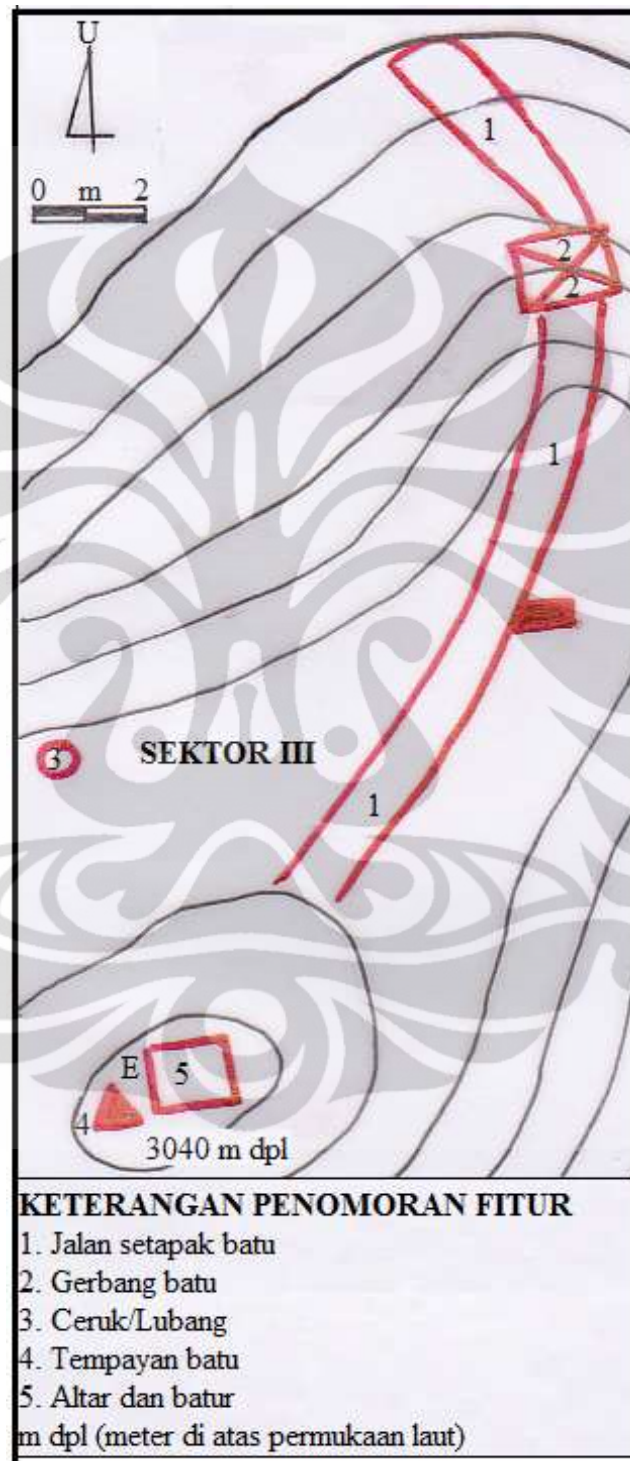 U
0 m 2
1
2
2
1
3
SEKTOR III
1
E
5
4
3040 m dpl
KETERANGAN PENOMORAN FITUR
1. Jalan setapak batu
2. Gerbang batu
3. Ceruk/Lubang
4. Tempayan batu
5. Altar dan batur
m dpl (meter di atas permukaan laut)